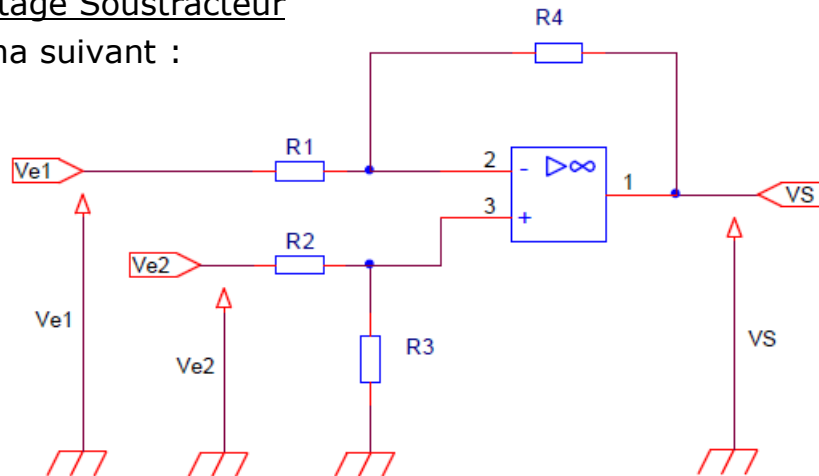 tage Soustracteur
na suivant :
R4
R1
Ve1
2
- ▷∞
1
3
+
VS
R2
Ve2
Ve1
Ve2
R3
VS